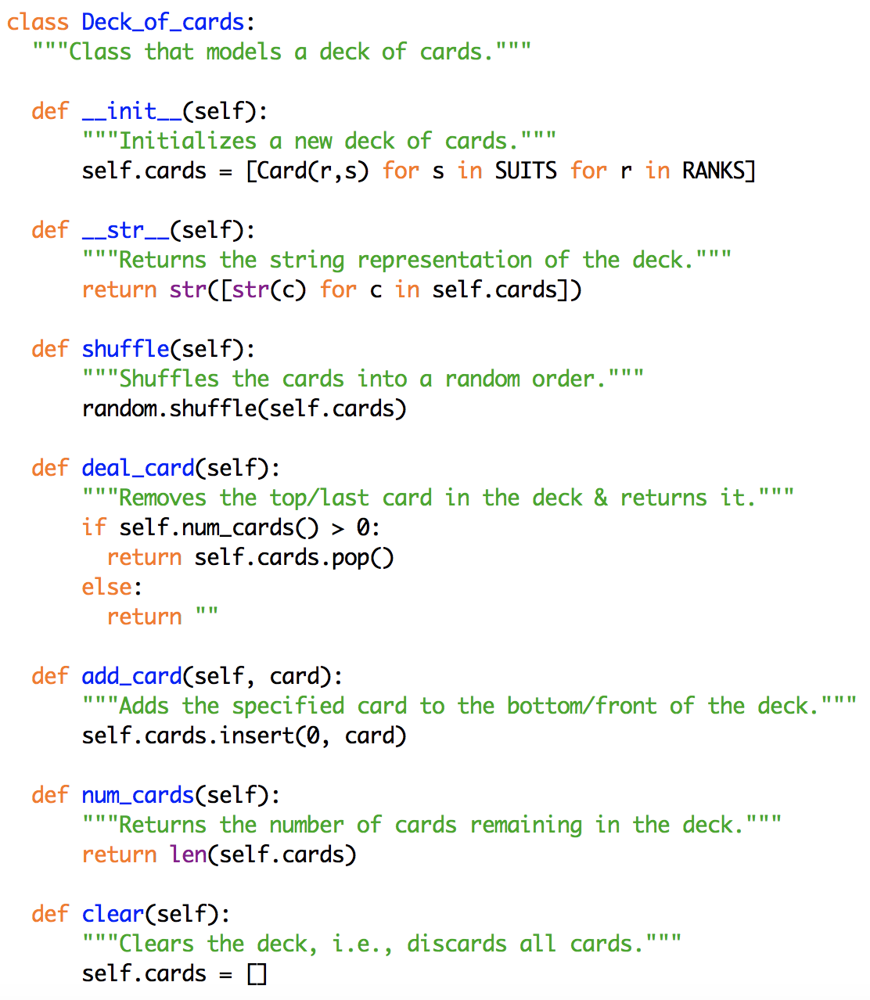 class Deck_of_cards:
  """Class that models a deck of cards."""

  def __init__(self):
      """Initializes a new deck of cards."""
      self.cards = [Card(r,s) for s in SUITS for r in RANKS]

  def __str__(self):
      """Returns the string representation of the deck."""
      return str([str(c) for c in self.cards])

  def shuffle(self):
      """Shuffles the cards into a random order."""
      random.shuffle(self.cards)

  def deal_card(self):
      """Removes the top/last card in the deck & returns it."""
      if self.num_cards() > 0:
        return self.cards.pop()
      else:
        return ""

  def add_card(self, card):
      """Adds the specified card to the bottom/front of the deck."""
      self.cards.insert(0, card)

  def num_cards(self):
      """Returns the number of cards remaining in the deck."""
      return len(self.cards)

  def clear(self):
      """Clears the deck, i.e., discards all cards."""
      self.cards = []